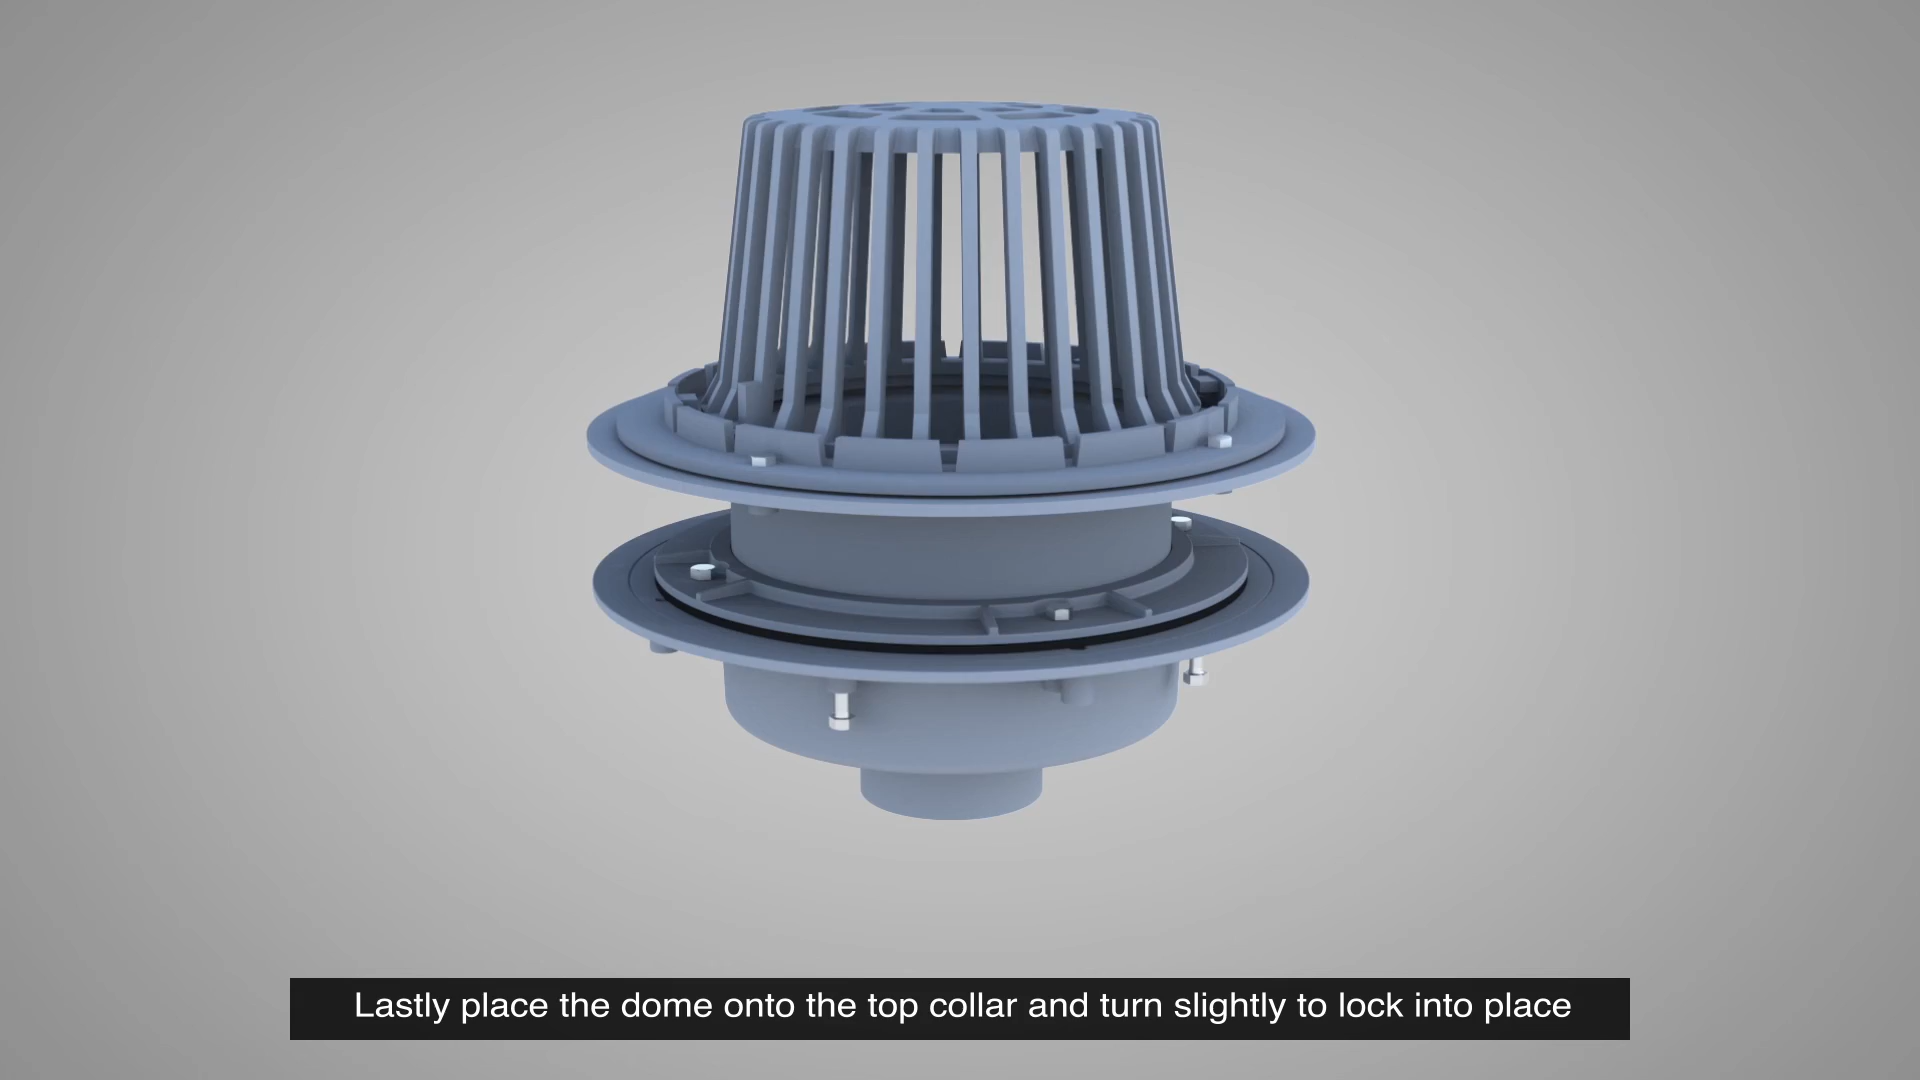 Lastly place the dome onto the top collar and turn slightly to lock into place